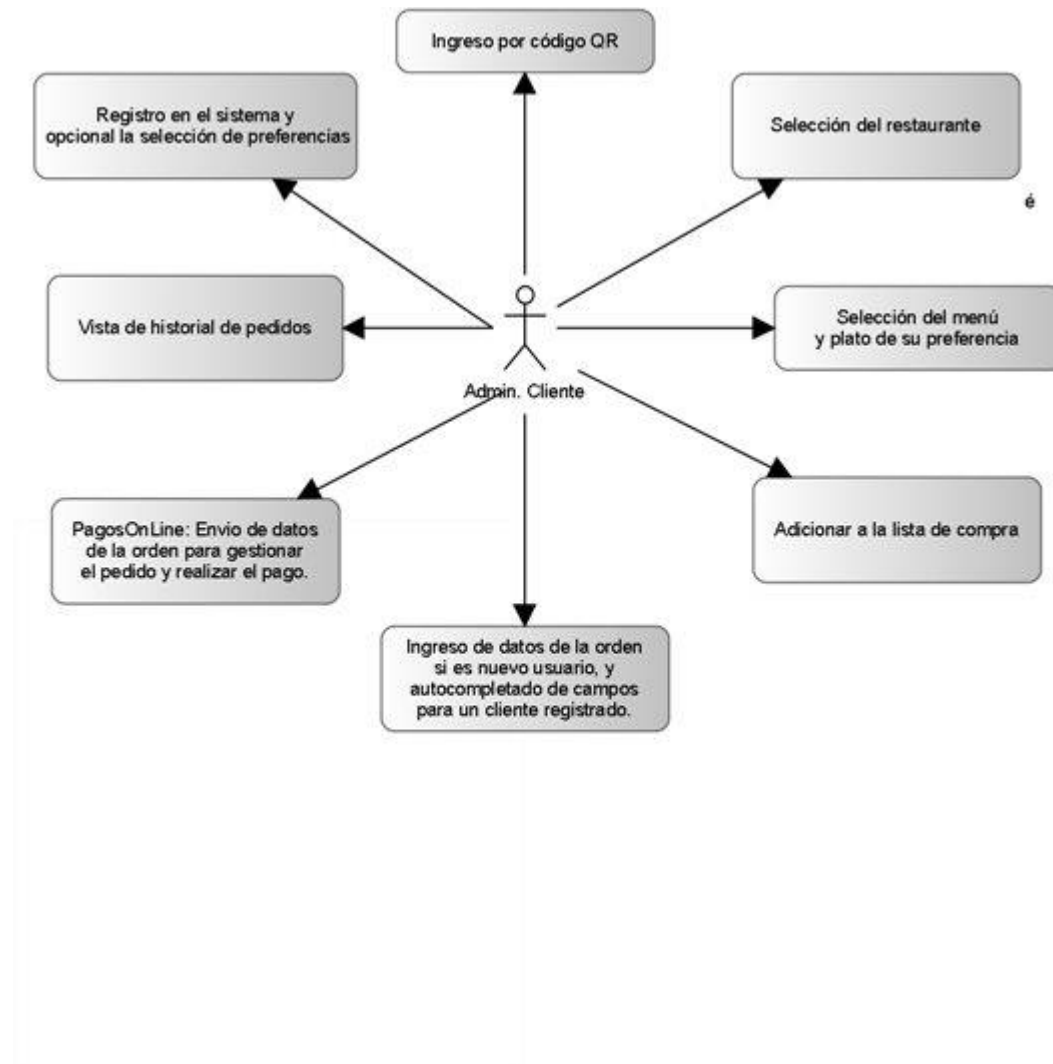 Ingreso por código QR
Registro en el sistema y
opcional la selección de preferencias
Selección del restaurante
é
Vista de historial de pedidos
Selección del menú
y plato de su preferencia
Admin. Cliente
PagosOnLine: Envio de datos
de la orden para gestionar
el pedido y realizar el pago.
Adicionar a la lista de compra
Ingreso de datos de la orden
si es nuevo usuario, y
autocompletado de campos
para un cliente registrado.